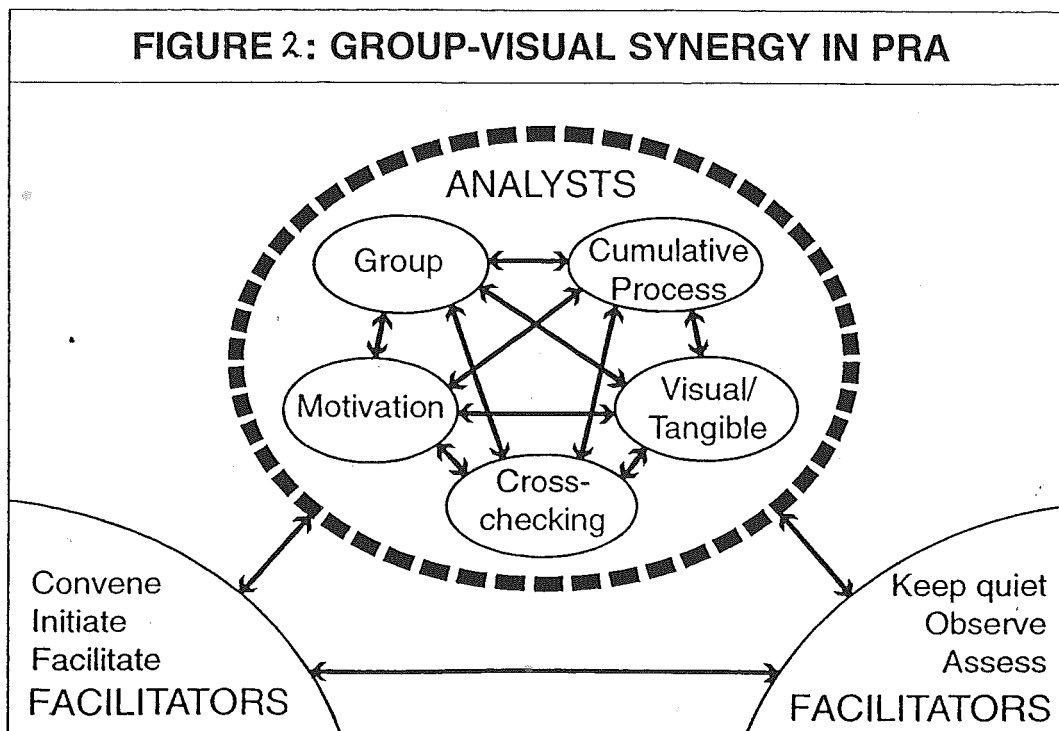 FIGURE 2: GROUP-VISUAL SYNERGY IN PRA
ANALYSTS
Group
Cumulative
Process
Motivation
Visual/
Tangible
Cross-
checking
Convene
Initiate
Facilitate
FACILITATORS
Keep quiet
Observe
Assess
FACILITATORS